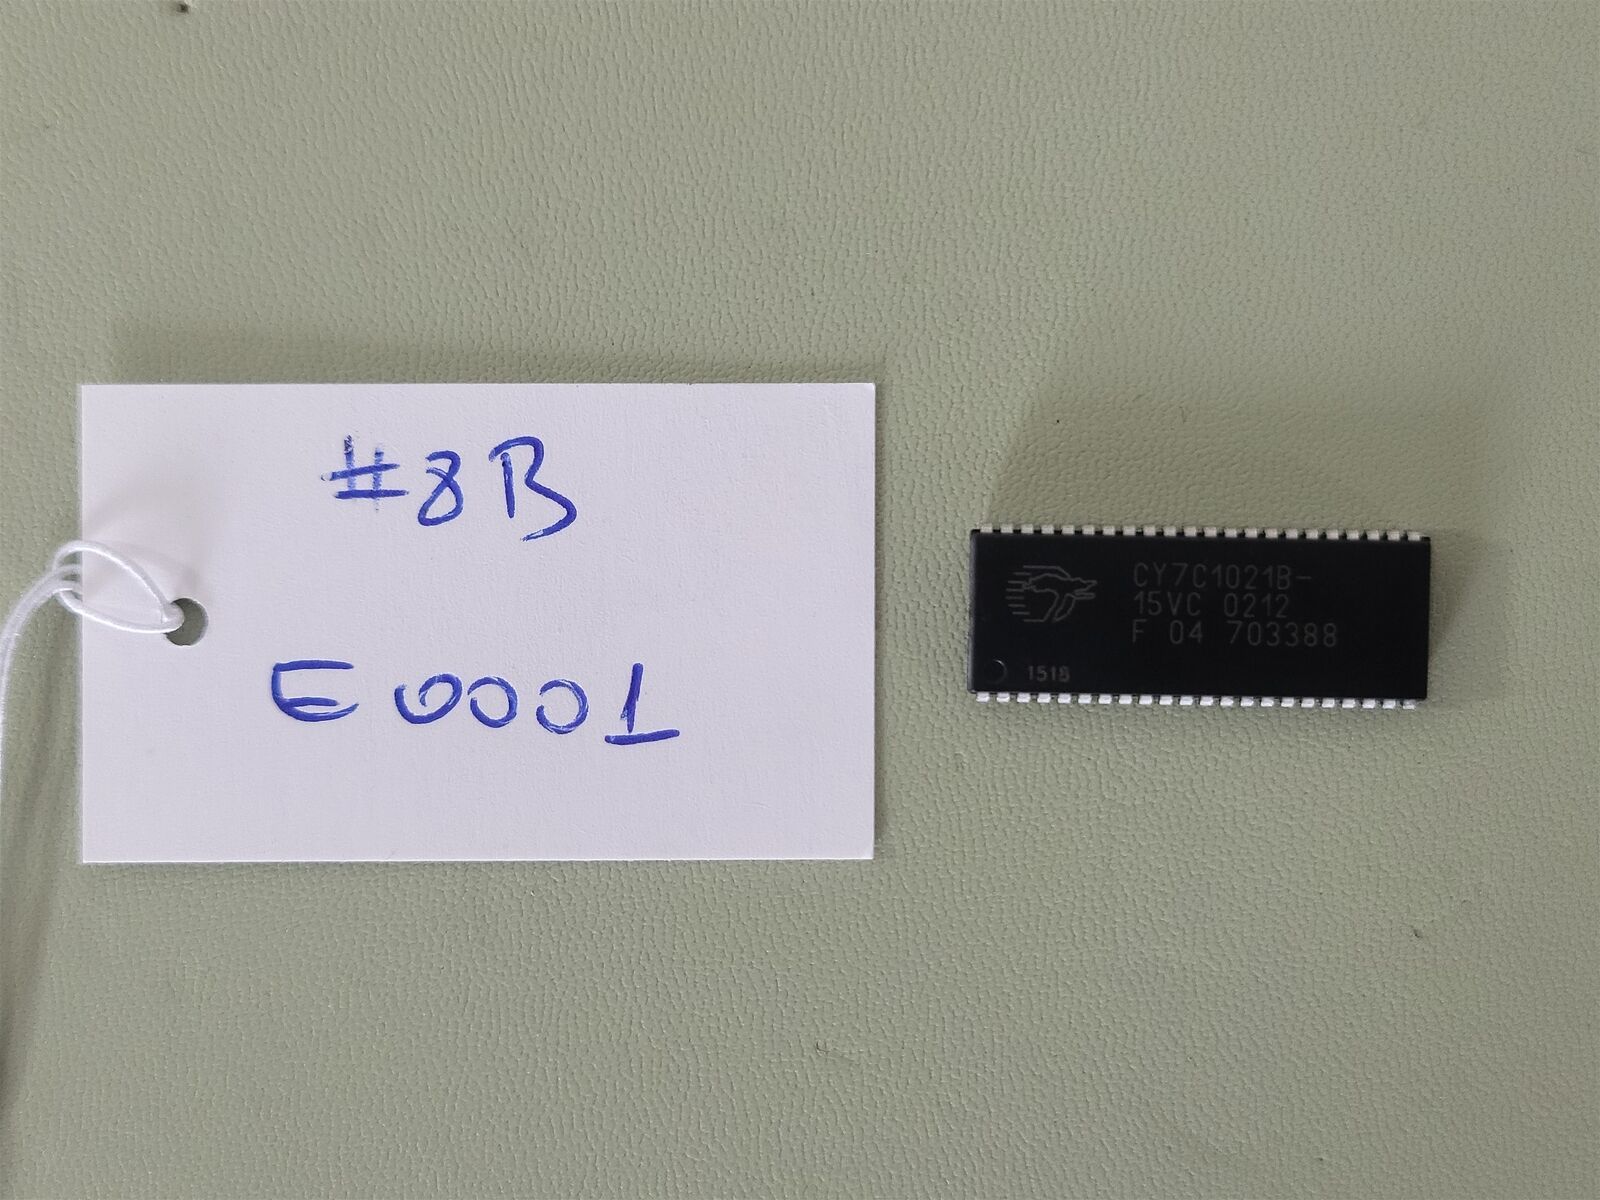 #8B
E0001
CY7C1021B-
15VC 0212
F 04 703388
1518